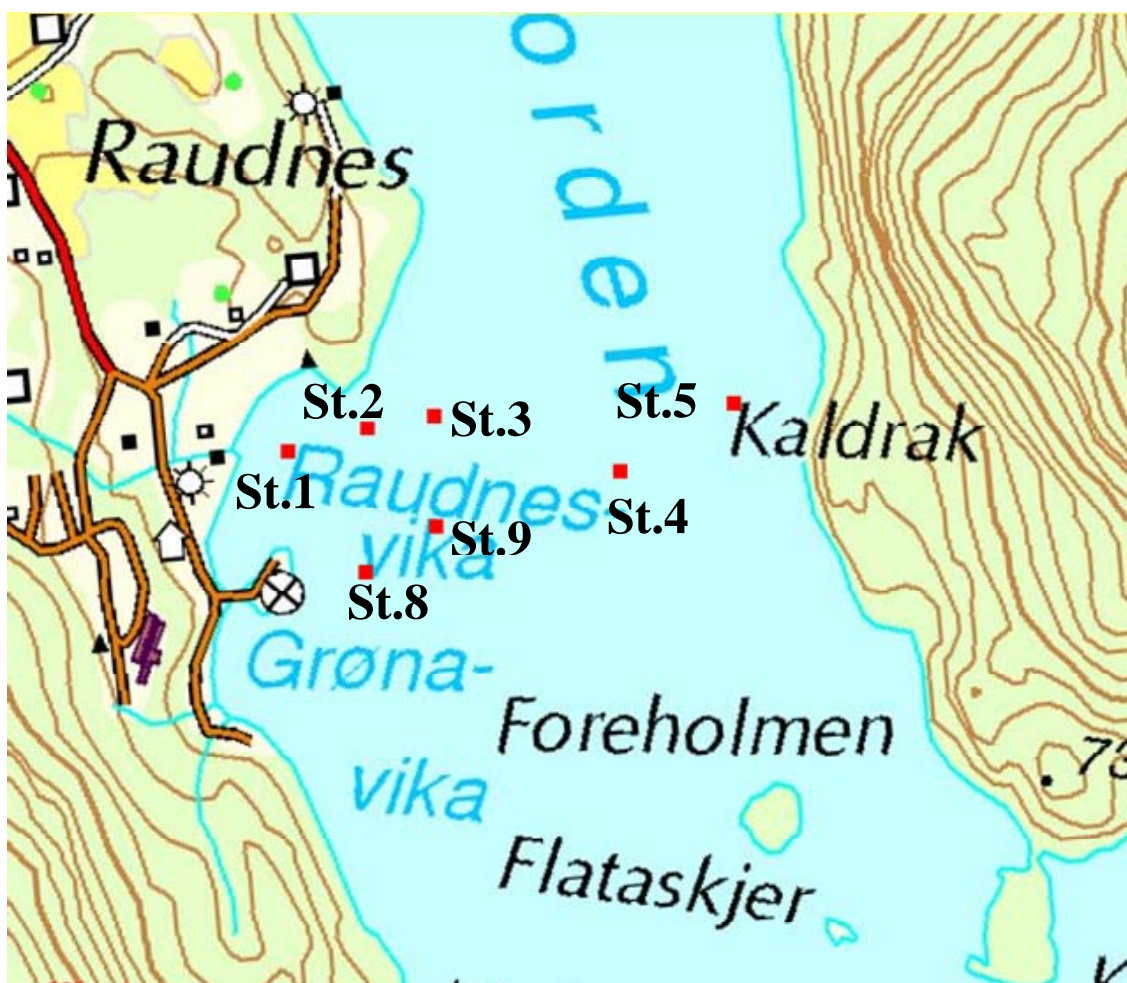 orden
Raudnes
St.2
St.3
St.5
Kaldrak
St.1
Raudnes-
vika
St.4
St.9
St.8
Grøna-
vika
Foreholmen
Flataskjer